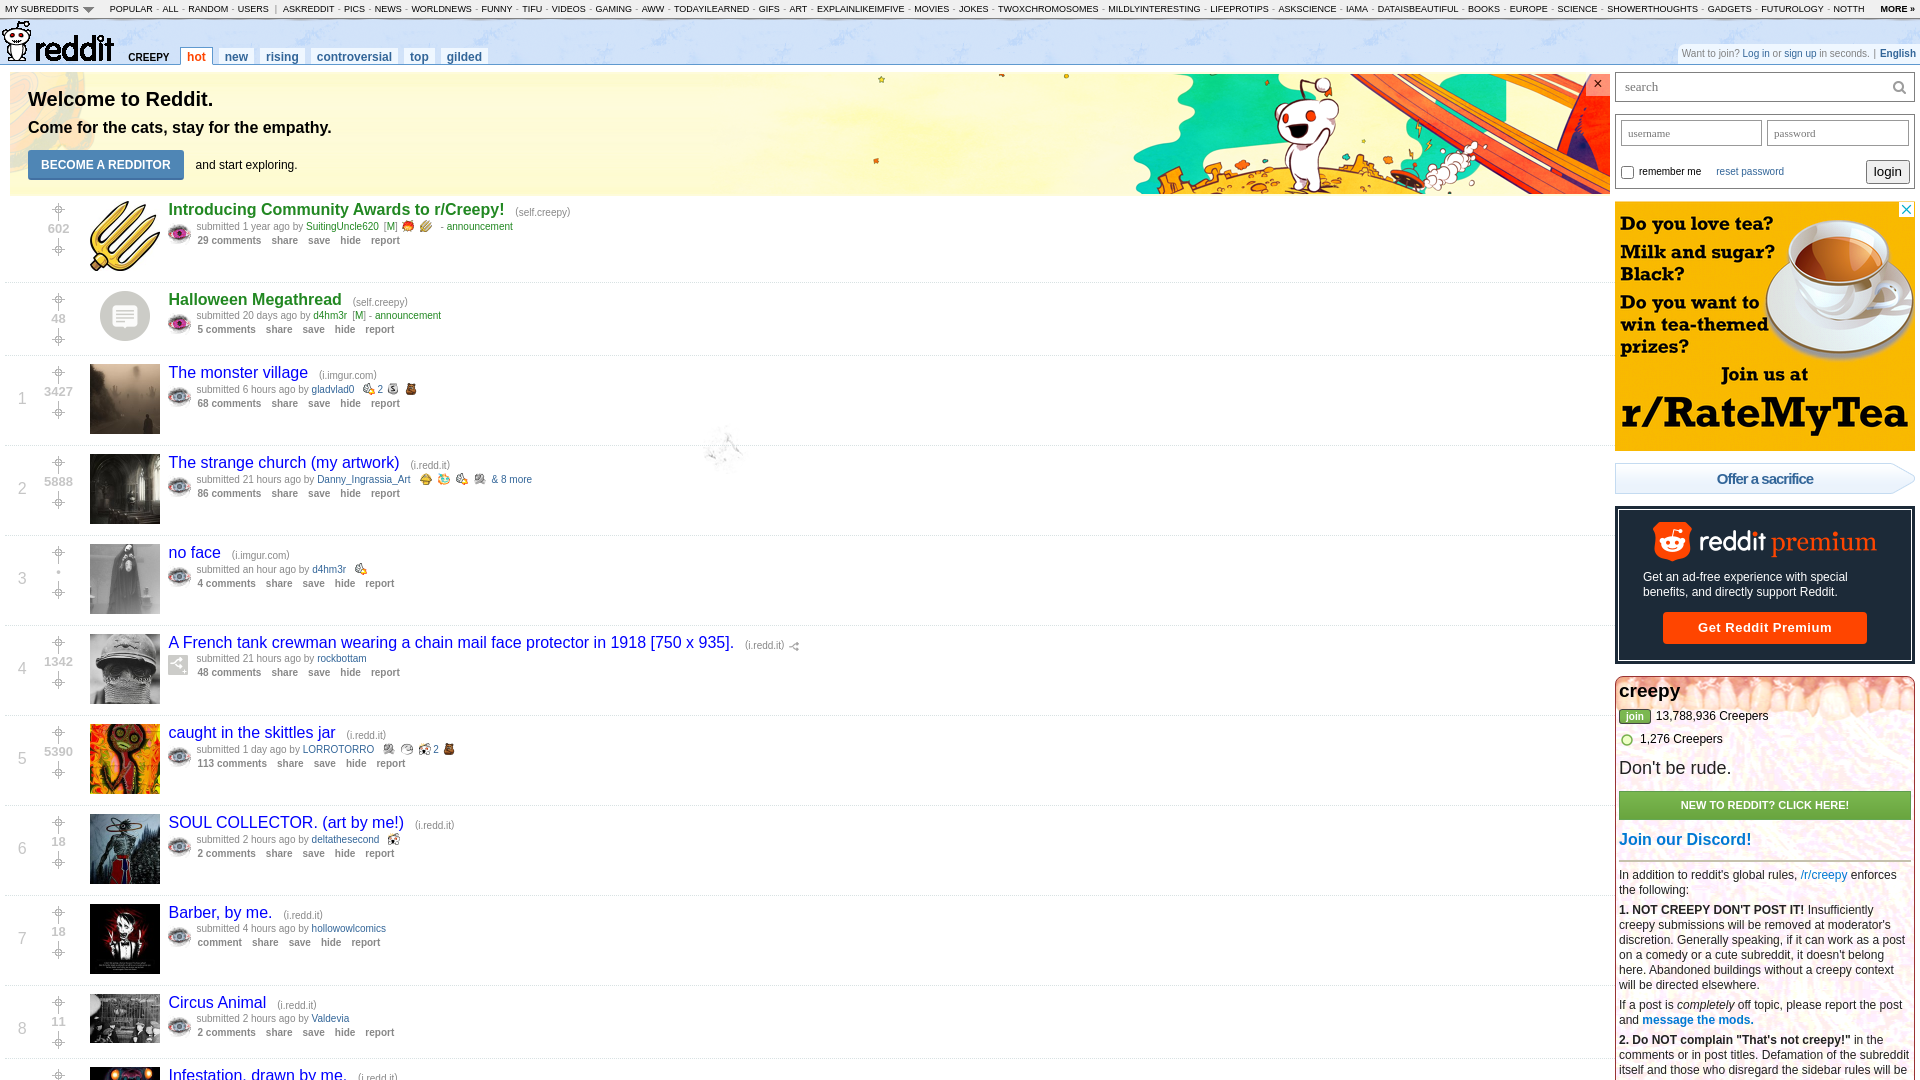 MY SUBREDDITS POPULAR - ALL - RANDOM - USERS | ASKREDDIT - PICS - NEWS - WORLDNEWS - FUNNY - TIFU - VIDEOS - GAMING - AWW - TODAYILEARNED - GIFS - ART - EXPLAINLIKEIMFIVE - MOVIES - JOKES - TWOXCHROMOSOMES - MILDLYINTERESTING - LIFEPROTIPS - ASKSCIENCE - IAMA - DATAISBEAUTIFUL - BOOKS - EUROPE - SCIENCE - SHOWERTHOUGHTS - GADGETS - FUTUROLOGY - NOTTH MORE »
reddit CREEPY hot new rising controversial top gilded
Want to join? Log in or sign up in seconds. | English
Welcome to Reddit.
Come for the cats, stay for the empathy.
BECOME A REDDITOR and start exploring.
×
602
Introducing Community Awards to r/Creepy! (self.creepy)
submitted 1 year ago by SuitingUncle620 [M] - announcement
29 comments share save hide report
48
Halloween Megathread (self.creepy)
submitted 20 days ago by d4hm3r [M] - announcement
5 comments share save hide report
1
3427
The monster village (i.imgur.com)
submitted 6 hours ago by gladvlad0 2
68 comments share save hide report
2
5888
The strange church (my artwork) (i.redd.it)
submitted 21 hours ago by Danny_Ingrassia_Art & 8 more
86 comments share save hide report
3
•
no face (i.imgur.com)
submitted an hour ago by d4hm3r
4 comments share save hide report
4
1342
A French tank crewman wearing a chain mail face protector in 1918 [750 x 935]. (i.redd.it)
submitted 21 hours ago by rockbottam
48 comments share save hide report
5
5390
caught in the skittles jar (i.redd.it)
submitted 1 day ago by LORROTORRO 2
113 comments share save hide report
6
18
SOUL COLLECTOR. (art by me!) (i.redd.it)
submitted 2 hours ago by deltathesecond
2 comments share save hide report
7
18
Barber, by me. (i.redd.it)
submitted 4 hours ago by hollowowlcomics
comment share save hide report
8
11
Circus Animal (i.redd.it)
submitted 2 hours ago by Valdevia
2 comments share save hide report
Infestation, drawn by me. (i.redd.it)
search
username password
remember me reset password login
Do you love tea?
Milk and sugar?
Black?
Do you want to
win tea-themed
prizes?
Join us at
r/RateMyTea
Offer a sacrifice
reddit premium
Get an ad-free experience with special
benefits, and directly support Reddit.
Get Reddit Premium
creepy
join 13,788,936 Creepers
1,276 Creepers
Don't be rude.
NEW TO REDDIT? CLICK HERE!
Join our Discord!
In addition to reddit's global rules, /r/creepy enforces
the following:
1. NOT CREEPY DON'T POST IT! Insufficiently
creepy submissions will be removed at moderator's
discretion. Generally speaking, if it can work as a post
on a comedy or a cute subreddit, it doesn't belong
here. Abandoned buildings without a creepy context
will be directed elsewhere.
If a post is completely off topic, please report the post
and message the mods.
2. Do NOT complain "That's not creepy!" in the
comments or in post titles. Defamation of the subreddit
itself and those who disregard the sidebar rules will be